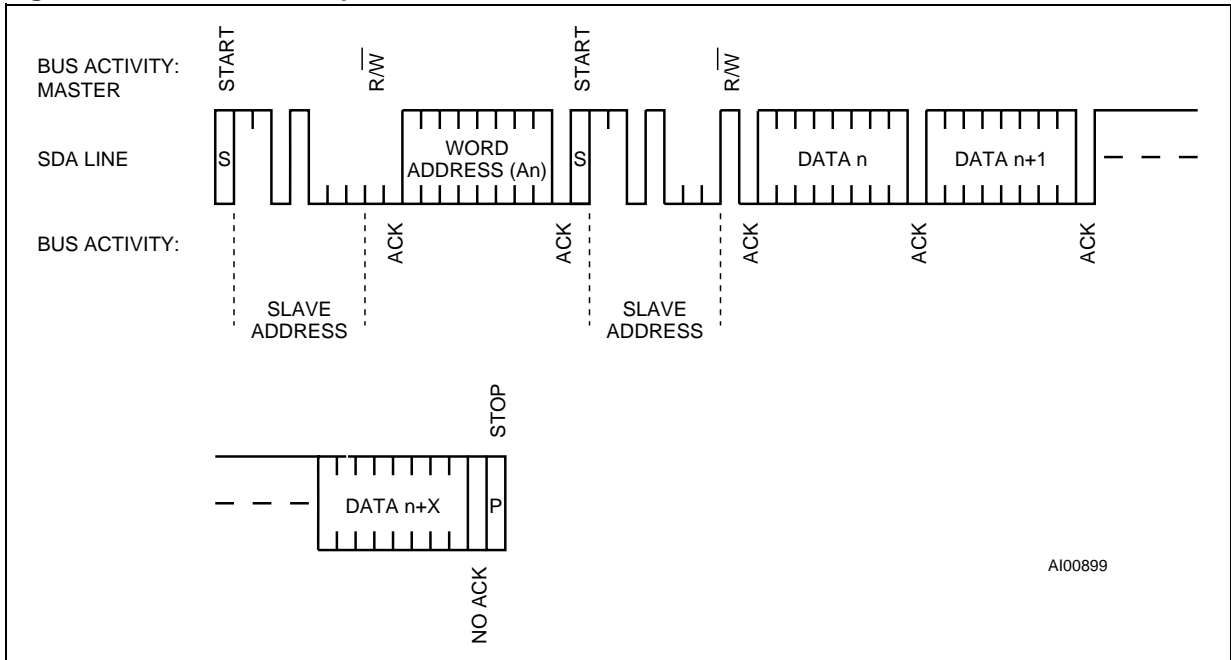 BUS ACTIVITY:
MASTER
START
R/W
START
R/W
SDA LINE
S
WORD
ADDRESS (An)
S
DATA n
DATA n+1
BUS ACTIVITY:
ACK
ACK
ACK
ACK
ACK
SLAVE
ADDRESS
SLAVE
ADDRESS
STOP
DATA n+X
P
NO ACK
AI00899